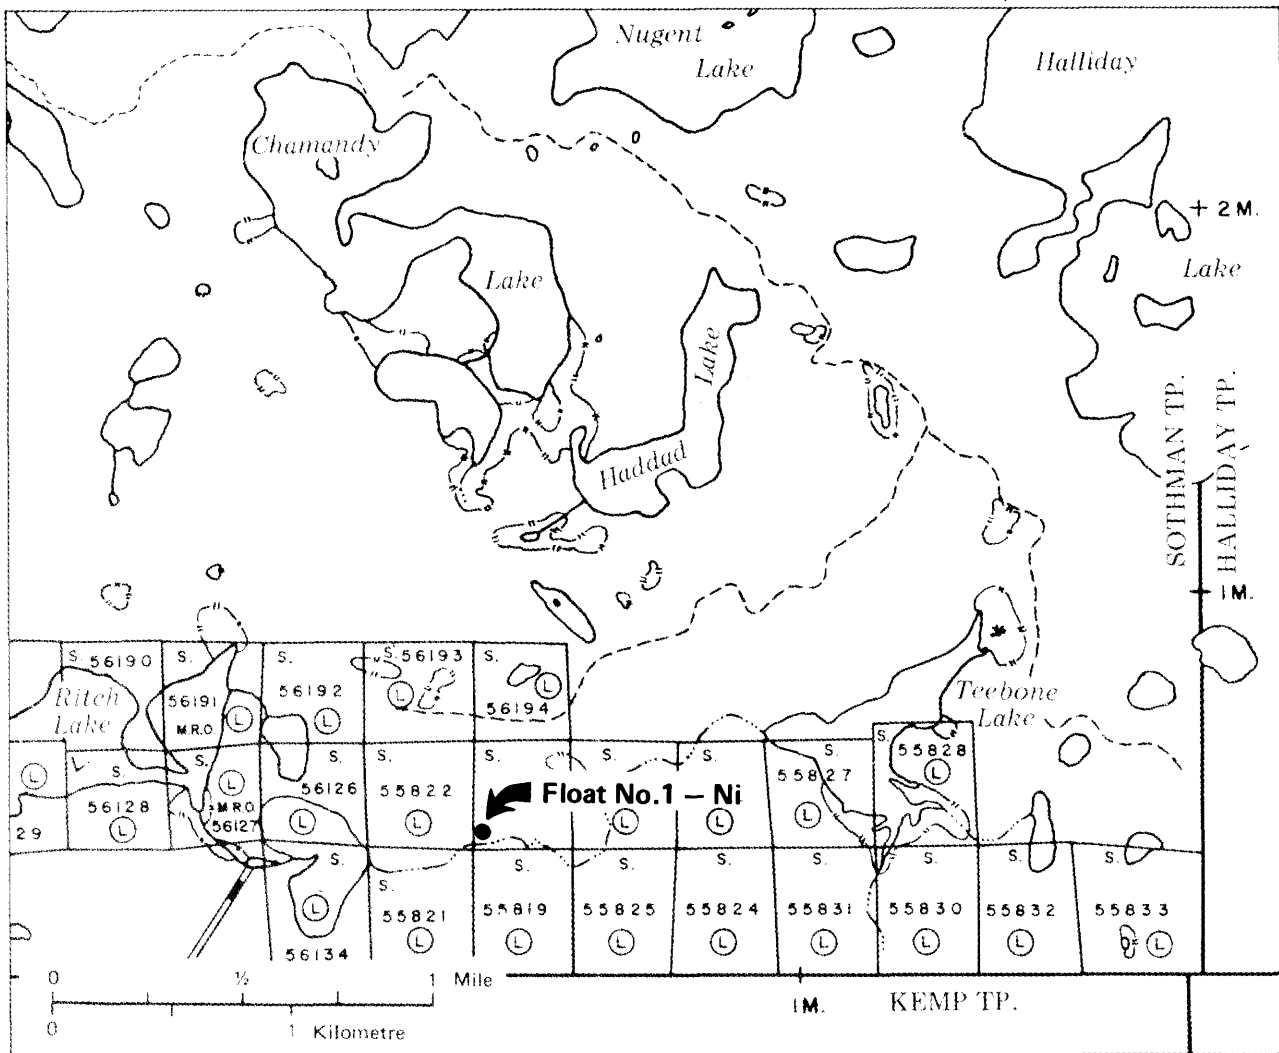 Nugent
Lake
Halliday
Chamandy
+ 2 M.
Lake
Lake
Lake
Haddad
SOTHMAN TP.
HALLIDAY TP.
1 M.
S. 56190
S.
S.
S. 56193
S.
Ritch
Lake
56191
M.R.O.
L
56192
L
L
L
56194
Teebone
Lake
L
S.
56128
L
S.
L
M.R.O.
56127
S.
56126
L
S.
55822
L
S.
Float No.1 – Ni
S.
L
S.
L
S.
55827
L
S.
55828
L
29
S.
L
56134
S.
55821
L
S.
55819
L
S.
55825
L
55824
L
55831
L
S.
55830
L
S.
55832
L
S.
55833
L
0 ½ 1 Mile
0 1 Kilometre
1 M.
KEMP TP.